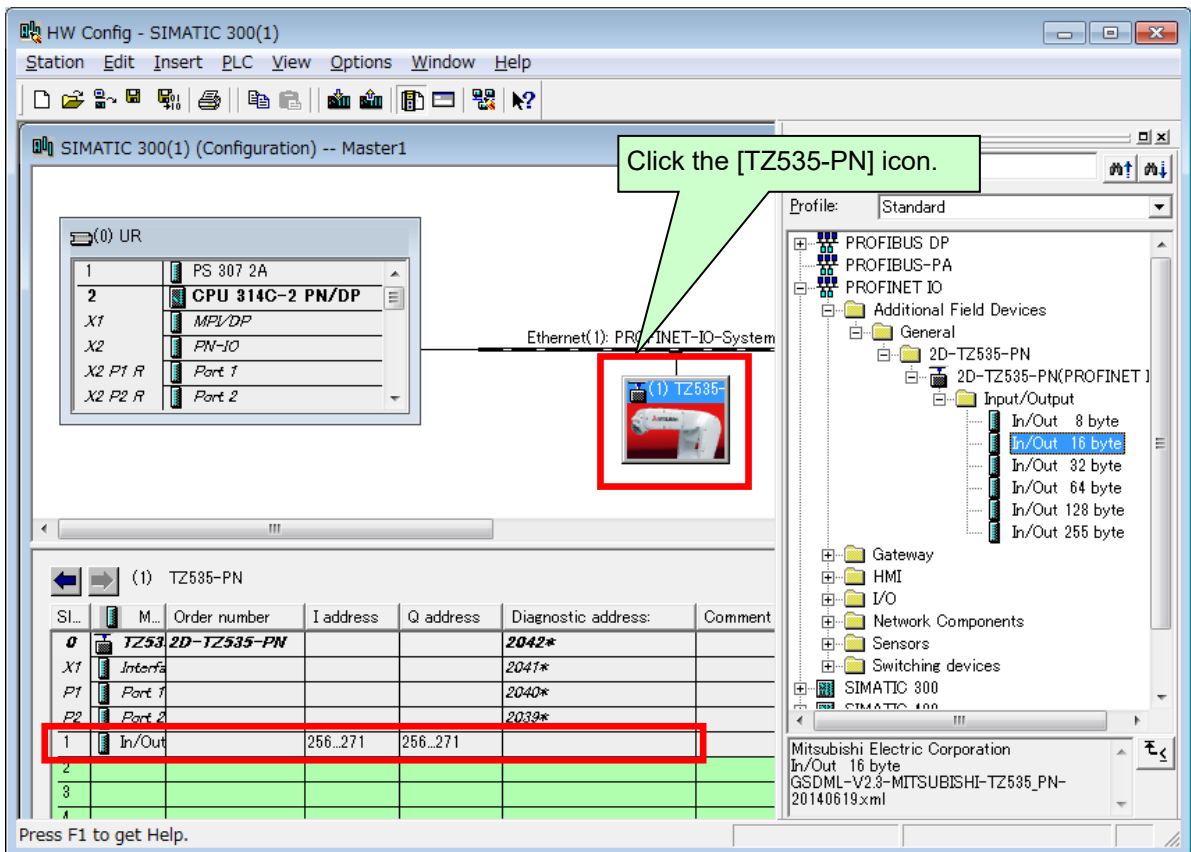 HW Config - SIMATIC 300(1)
Station Edit Insert PLC View Options Window Help
SIMATIC 300(1) (Configuration) -- Master1
Click the [TZ535-PN] icon.
(0) UR
1 PS 307 2A
2 CPU 314C-2 PN/DP
X1 MPI/DP
X2 PN-IO
X2 P1 R Port 1
X2 P2 R Port 2
Ethernet(1): PROFINET-IO-System
(1) TZ535-
Profile: Standard
PROFIBUS DP
PROFIBUS-PA
PROFINET IO
Additional Field Devices
General
2D-TZ535-PN
2D-TZ535-PN(PROFINET I
Input/Output
In/Out 8 byte
In/Out 16 byte
In/Out 32 byte
In/Out 64 byte
In/Out 128 byte
In/Out 255 byte
Gateway
HMI
I/O
Network Components
Sensors
Switching devices
SIMATIC 300
SIMATIC 400
Mitsubishi Electric Corporation
In/Out 16 byte
GSDML-V2.3-MITSUBISHI-TZ535_PN-
20140619.xml
(1) TZ535-PN
Sl... M... Order number I address Q address Diagnostic address: Comment
0 TZ53 2D-TZ535-PN 2042*
X1 Interfa 2041*
P1 Port 1 2040*
P2 Port 2 2039*
1 In/Out 256...271 256...271
2
3
4
Press F1 to get Help.